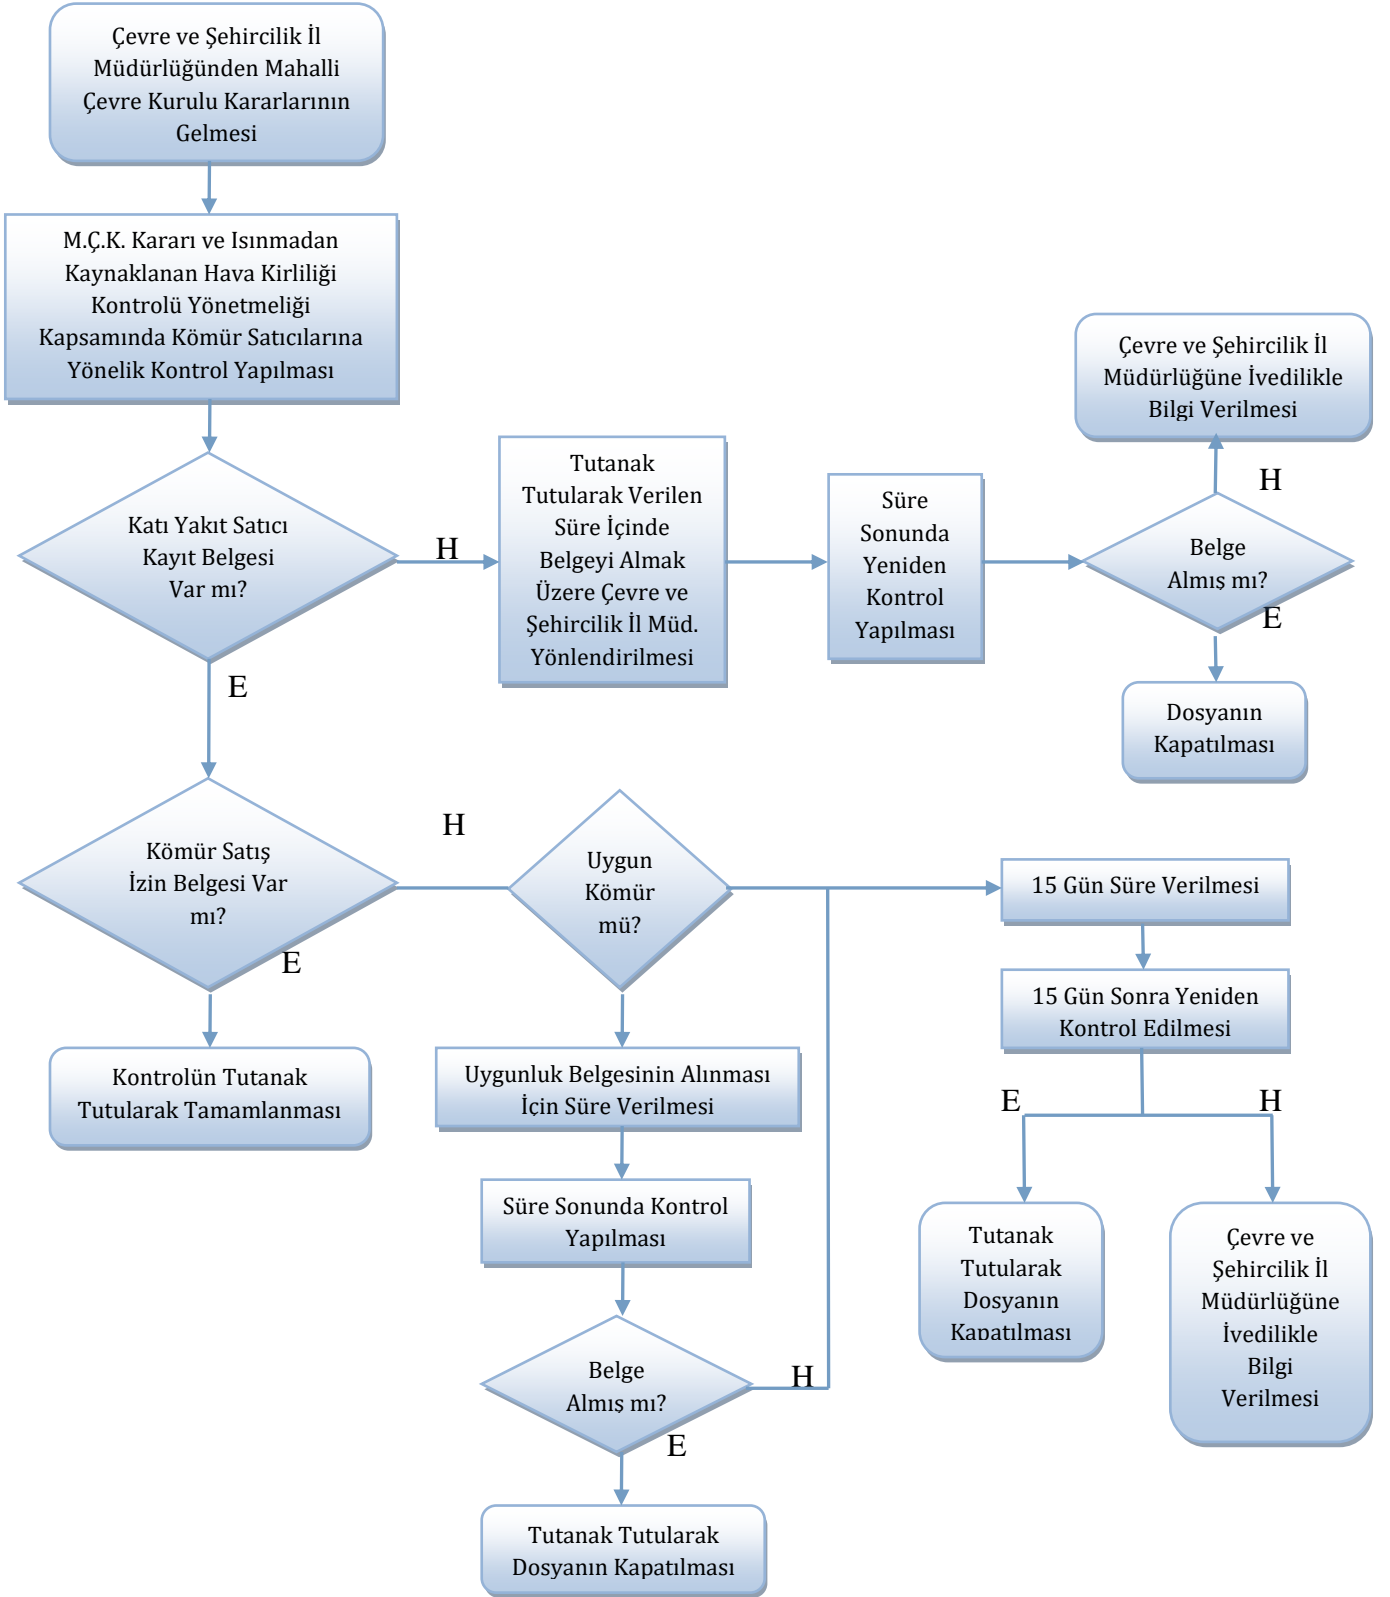 Çevre ve Şehircilik İl
Müdürlüğünden Mahalli
Çevre Kurulu Kararlarının
Gelmesi
M.Ç.K. Kararı ve Isınmadan
Kaynaklanan Hava Kirliliği
Kontrolü Yönetmeliği
Kapsamında Kömür Satıcılarına
Yönelik Kontrol Yapılması
Katı Yakıt Satıcı
Kayıt Belgesi
Var mı?
H
E
Tutanak
Tutularak Verilen
Süre İçinde
Belgeyi Almak
Üzere Çevre ve
Şehircilik İl Müd.
Yönlendirilmesi
Süre
Sonunda
Yeniden
Kontrol
Yapılması
Belge
Almış mı?
H
E
Çevre ve Şehircilik İl
Müdürlüğüne İvedilikle
Bilgi Verilmesi
Dosyanın
Kapatılması
Kömür Satış
İzin Belgesi Var
mı?
H
E
Kontrolün Tutanak
Tutularak Tamamlanması
Uygun
Kömür
mü?
Uygunluk Belgesinin Alınması
İçin Süre Verilmesi
Süre Sonunda Kontrol
Yapılması
Belge
Almış mı?
H
E
Tutanak Tutularak
Dosyanın Kapatılması
15 Gün Süre Verilmesi
15 Gün Sonra Yeniden
Kontrol Edilmesi
E
H
Tutanak
Tutularak
Dosyanın
Kapatılması
Çevre ve
Şehircilik İl
Müdürlüğüne
İvedilikle
Bilgi
Verilmesi